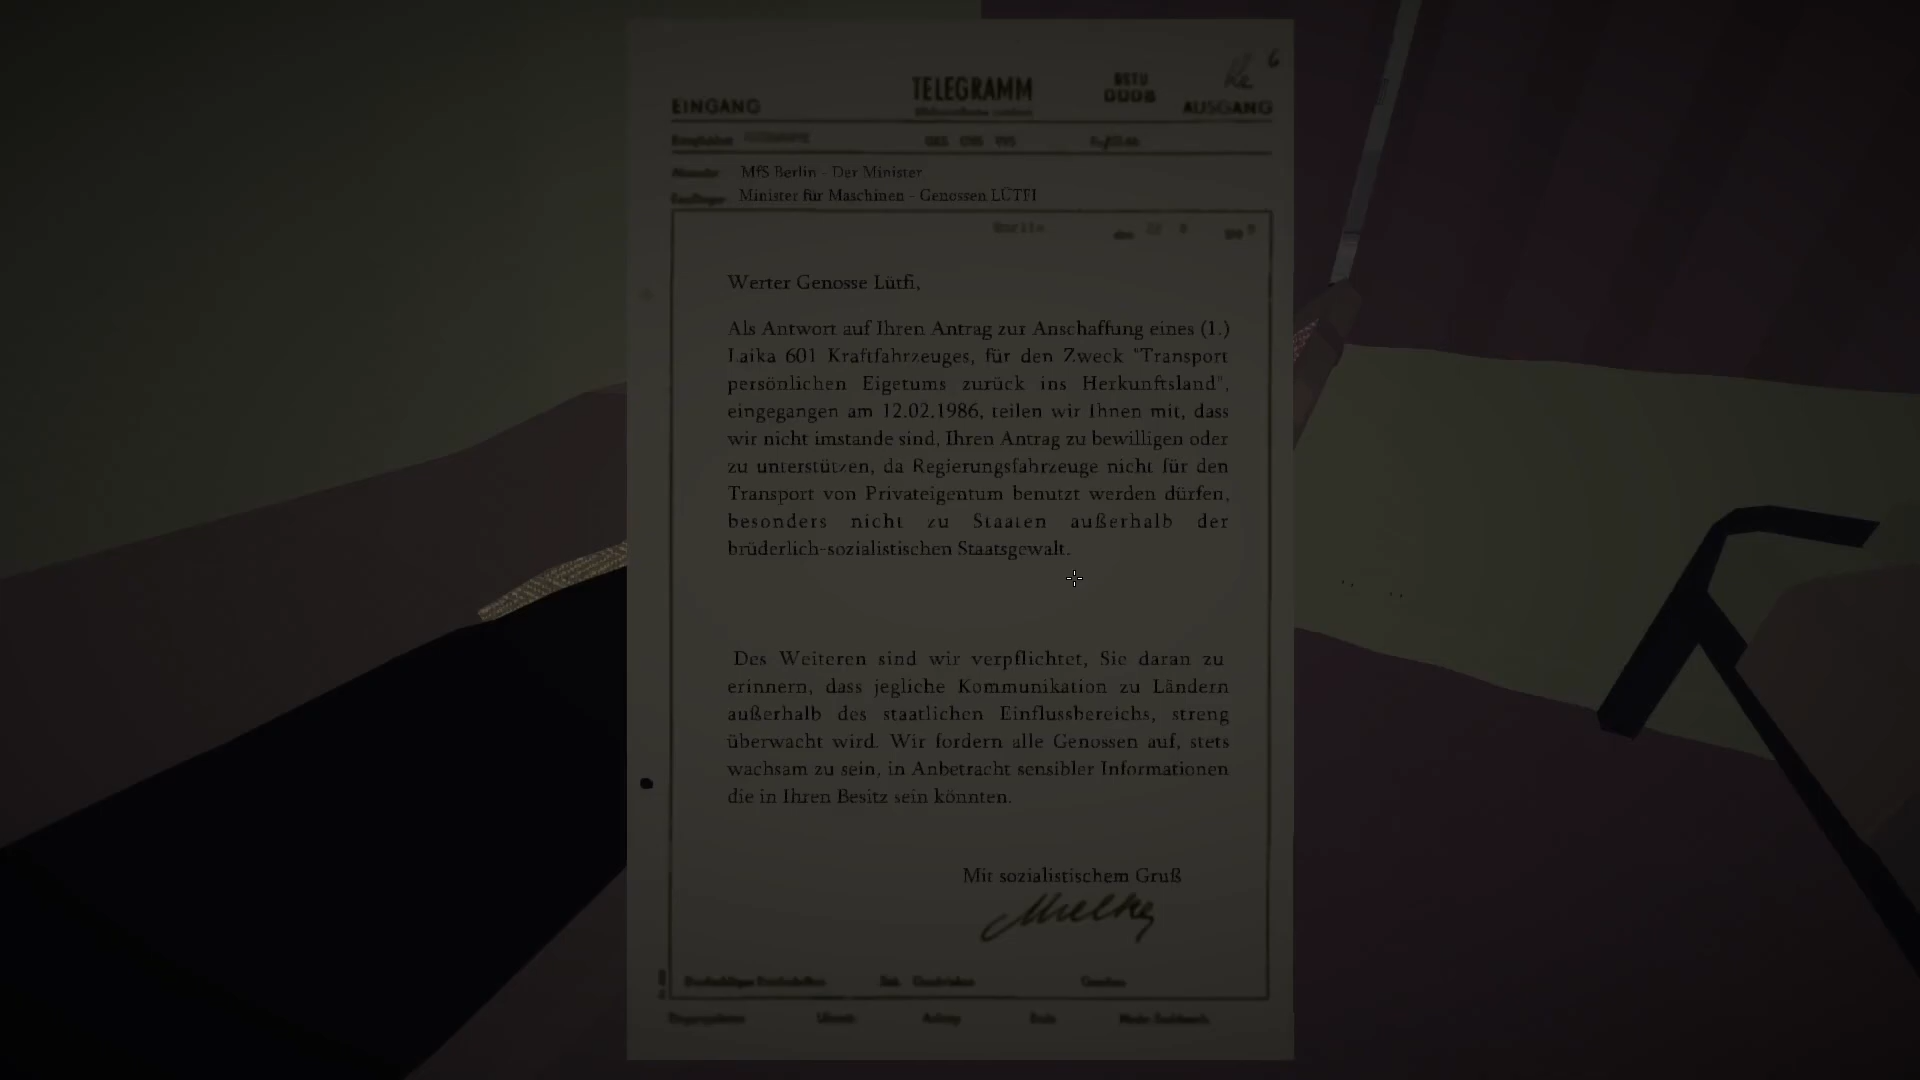 6
TELEGRAMM
BSTU
0008
EINGANG
AUSGANG
MfS Berlin - Der Minister
Minister für Maschinen - Genossen LÜTFI
Berlin
Werter Genosse Lütfi,
Als Antwort auf Ihren Antrag zur Anschaffung eines (1.)
Laika 601 Kraftfahrzeuges, für den Zweck "Transport
persönlichen Eigetums zurück ins Herkunftsland",
eingegangen am 12.02.1986, teilen wir Ihnen mit, dass
wir nicht imstande sind, Ihren Antrag zu bewilligen oder
zu unterstützen, da Regierungsfahrzeuge nicht für den
Transport von Privateigentum benutzt werden dürfen,
besonders nicht zu Staaten außerhalb der
brüderlich-sozialistischen Staatsgewalt.
Des Weiteren sind wir verpflichtet, Sie daran zu
erinnern, dass jegliche Kommunikation zu Ländern
außerhalb des staatlichen Einflussbereichs, streng
überwacht wird. Wir fordern alle Genossen auf, stets
wachsam zu sein, in Anbetracht sensibler Informationen
die in Ihren Besitz sein könnten.
Mit sozialistischem Gruß
Mielke